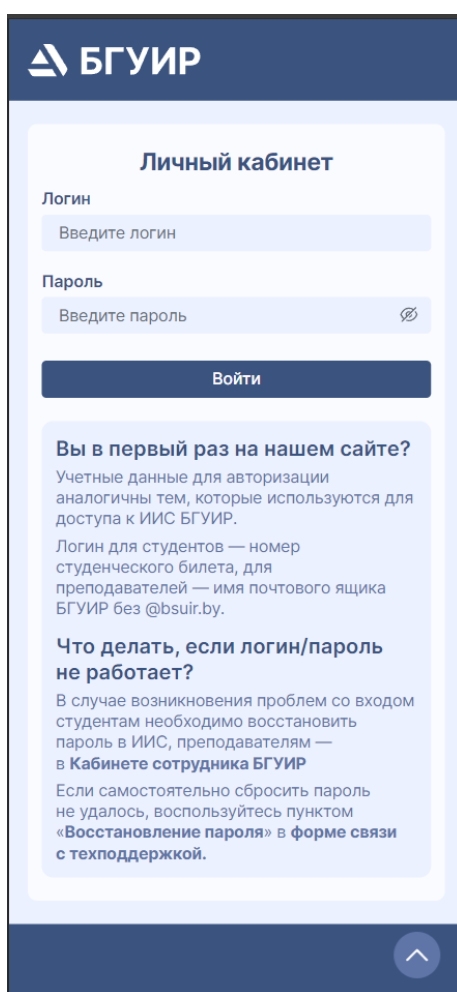 БГУИР
Личный кабинет
Логин
Введите логин
Пароль
Введите пароль
Войти
Вы в первый раз на нашем сайте?
Учетные данные для авторизации
аналогичны тем, которые используются для
доступа к ИИС БГУИР.
Логин для студентов — номер
студенческого билета, для
преподавателей — имя почтового ящика
БГУИР без @bsuir.by.
Что делать, если логин/пароль
не работает?
В случае возникновения проблем со входом
студентам необходимо восстановить
пароль в ИИС, преподавателям —
в Кабинете сотрудника БГУИР
Если самостоятельно сбросить пароль
не удалось, воспользуйтесь пунктом
«Восстановление пароля» в форме связи
с техподдержкой.